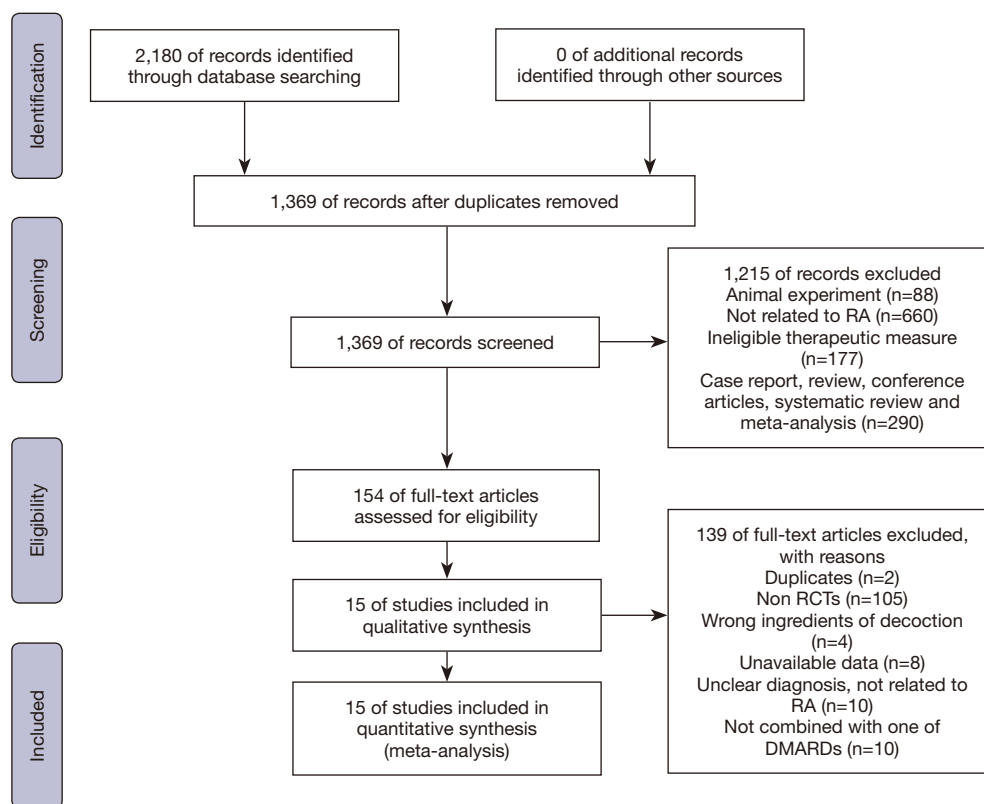 Identification
2,180 of records identified
through database searching
0 of additional records
identified through other sources
1,369 of records after duplicates removed
Screening
1,369 of records screened
1,215 of records excluded
Animal experiment (n=88)
Not related to RA (n=660)
Ineligible therapeutic measure
(n=177)
Case report, review, conference
articles, systematic review and
meta-analysis (n=290)
Eligibility
154 of full-text articles
assessed for eligibility
139 of full-text articles excluded,
with reasons
Duplicates (n=2)
Non RCTs (n=105)
Wrong ingredients of decoction
(n=4)
Unavailable data (n=8)
Unclear diagnosis, not related to
RA (n=10)
Not combined with one of
DMARDs (n=10)
15 of studies included in
qualitative synthesis
Included
15 of studies included in
quantitative synthesis
(meta-analysis)